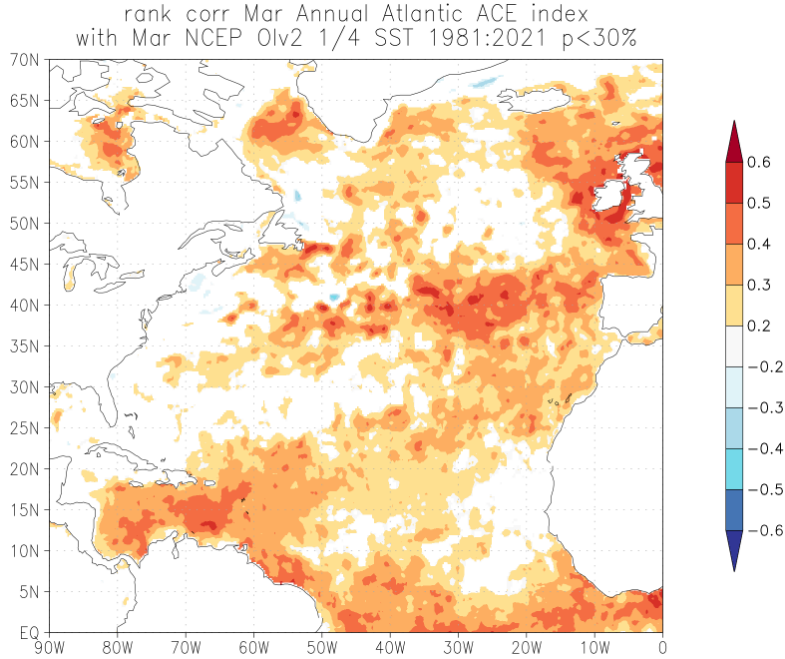 rank corr Mar Annual Atlantic ACE index
with Mar NCEP OIv2 1/4 SST 1981:2021 p<30%
70N
65N
60N
55N
50N
45N
40N
35N
30N
25N
20N
15N
10N
5N
EQ
90W 80W 70W 60W 50W 40W 30W 20W 10W 0
0.6
0.5
0.4
0.3
0.2
−0.2
−0.3
−0.4
−0.5
−0.6